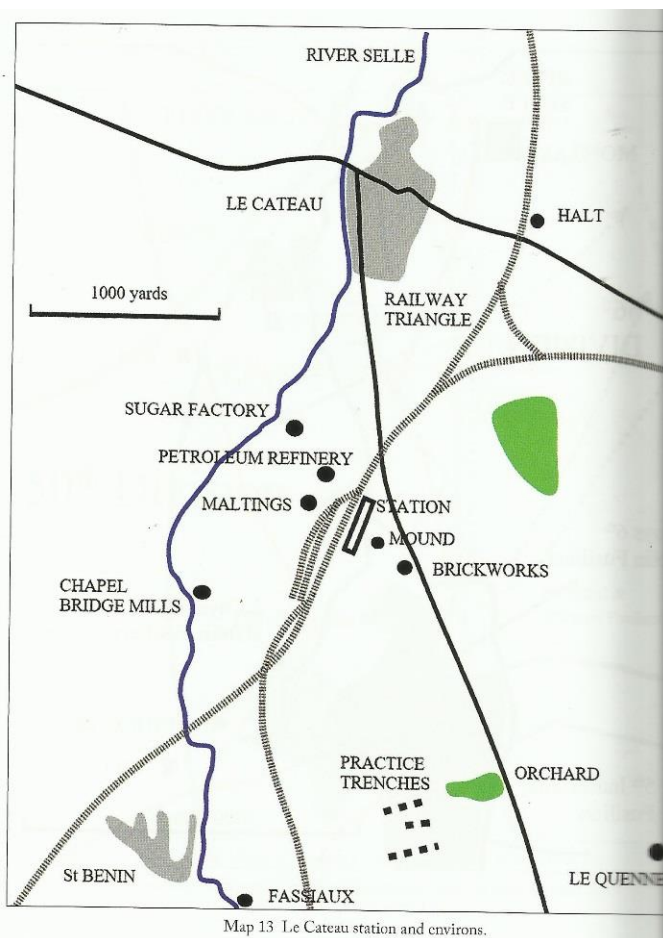 RIVER SELLE
LE CATEAU
HALT
1000 yards
RAILWAY
TRIANGLE
SUGAR FACTORY
PETROLEUM REFINERY
MALTINGS
STATION
MOUND
BRICKWORKS
CHAPEL
BRIDGE MILLS
PRACTICE
TRENCHES
ORCHARD
St BENIN
FASSIAUX
LE QUENNE
Map 13 Le Cateau station and environs.